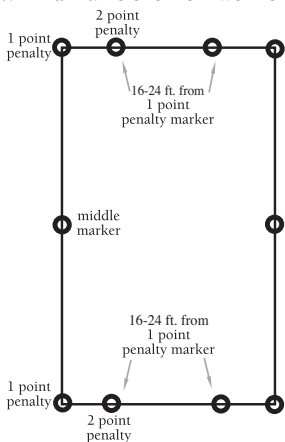 2 point
penalty
1 point
penalty
16-24 ft. from
1 point
penalty marker
middle
marker
16-24 ft. from
1 point
penalty marker
1 point
penalty
2 point
penalty